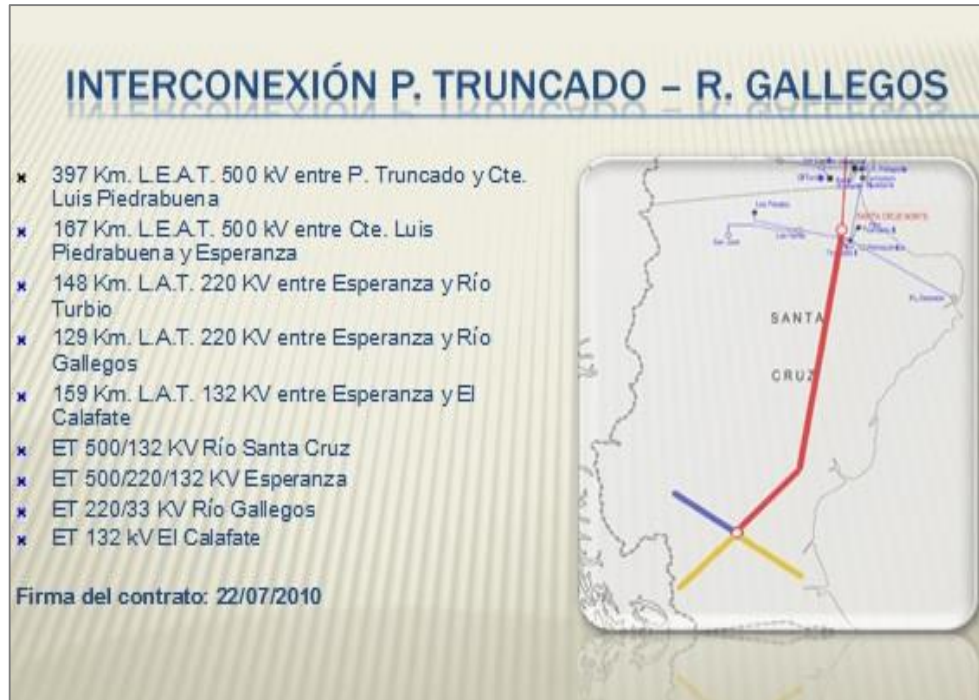 INTERCONEXIÓN P. TRUNCADO – R. GALLEGOS
397 Km. L.E.A.T. 500 kV entre P. Truncado y Cte.
Luis Piedrabuena
167 Km. L.E.A.T. 500 kV entre Cte. Luis
Piedrabuena y Esperanza
148 Km. L.A.T. 220 KV entre Esperanza y Río
Turbio
129 Km. L.A.T. 220 KV entre Esperanza y Río
Gallegos
159 Km. L.A.T. 132 KV entre Esperanza y El
Calafate
ET 500/132 KV Río Santa Cruz
ET 500/220/132 KV Esperanza
ET 220/33 KV Río Gallegos
ET 132 kV El Calafate
Firma del contrato: 22/07/2010
SANTA CRUZ NORTE
SANTA
CRUZ